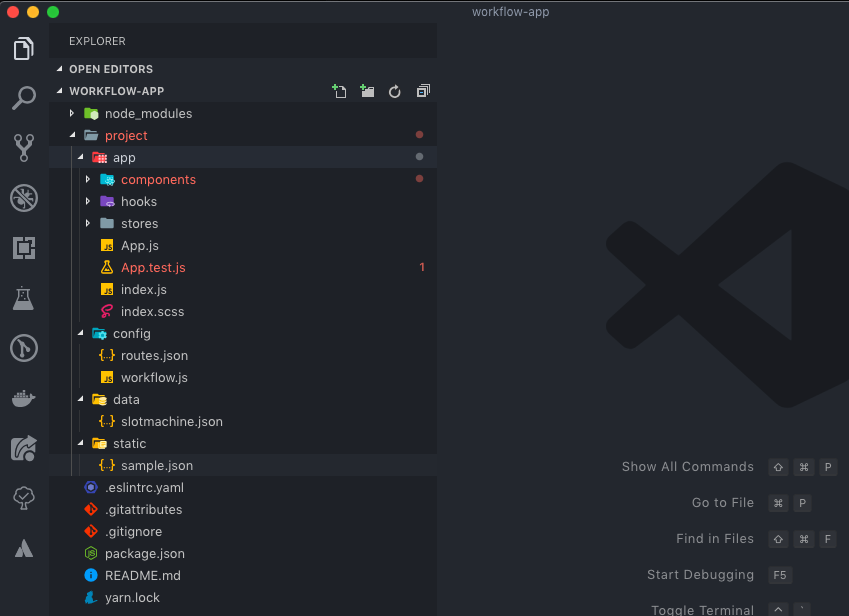 workflow-app
EXPLORER
OPEN EDITORS
WORKFLOW-APP
node_modules
project
app
components
hooks
stores
JS App.js
App.test.js 1
JS index.js
index.scss
config
{..} routes.json
JS workflow.js
data
{..} slotmachine.json
static
{..} sample.json
.eslintrc.yaml
.gitattributes
.gitignore
package.json
README.md
yarn.lock
Show All Commands ⇧ ⌘ P
Go to File ⌘ P
Find in Files ⇧ ⌘ F
Start Debugging F5
Toggle Terminal ^ `